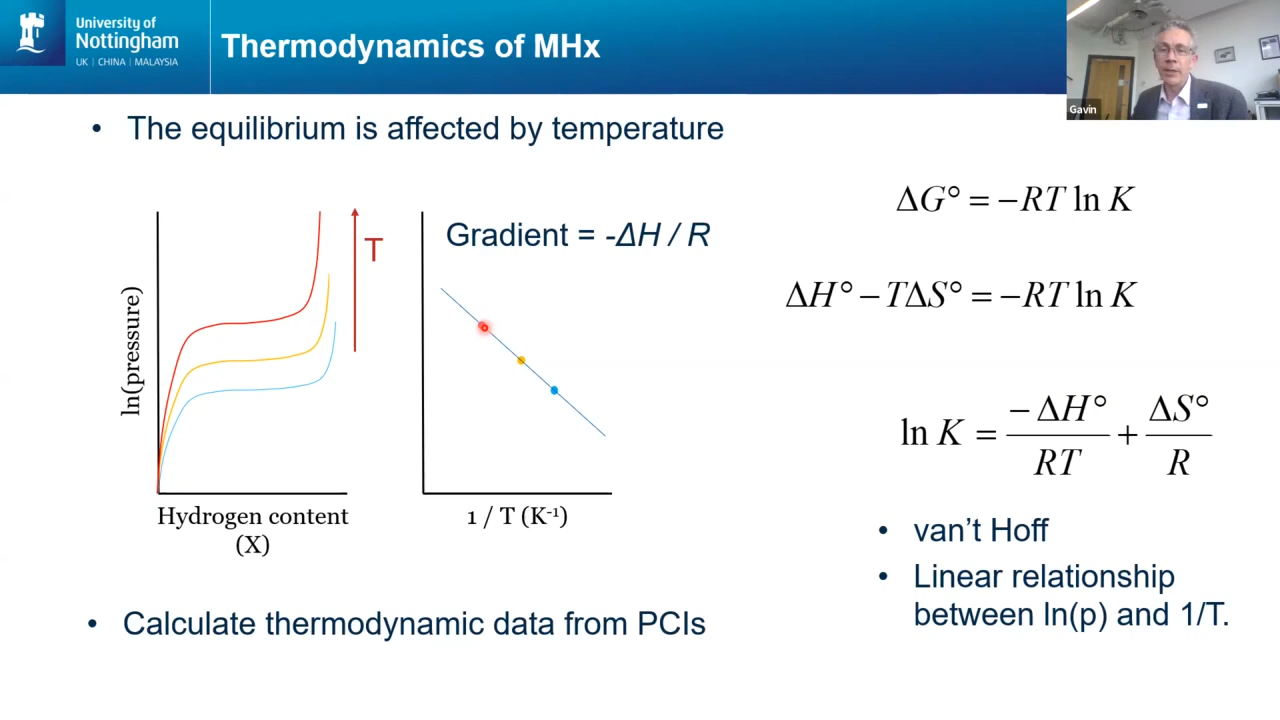 University of
Nottingham
UK | CHINA | MALAYSIA
Thermodynamics of MHx
Gavin
• The equilibrium is affected by temperature
ΔG° = −RT ln K
T
Gradient = -ΔH / R
ΔH° − TΔS° = −RT ln K
ln(pressure)
ln K = −ΔH° / RT + ΔS° / R
Hydrogen content
(X)
1 / T (K⁻¹)
• van’t Hoff
• Linear relationship
between ln(p) and 1/T.
• Calculate thermodynamic data from PCIs